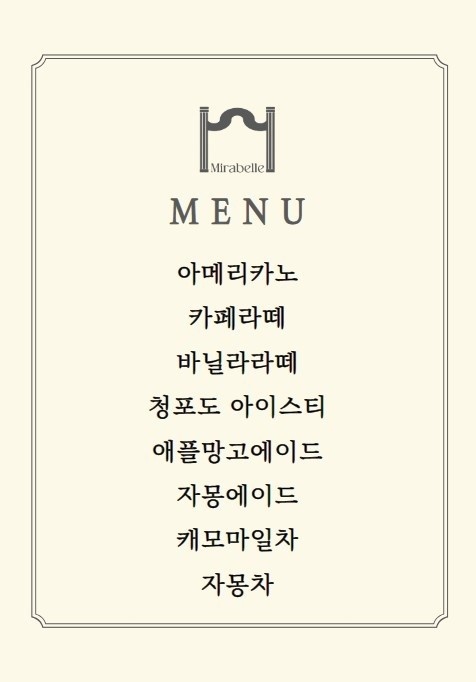 Mirabelle
MENU
아메리카노
카페라떼
바닐라라떼
청포도 아이스티
애플망고에이드
자몽에이드
캐모마일차
자몽차